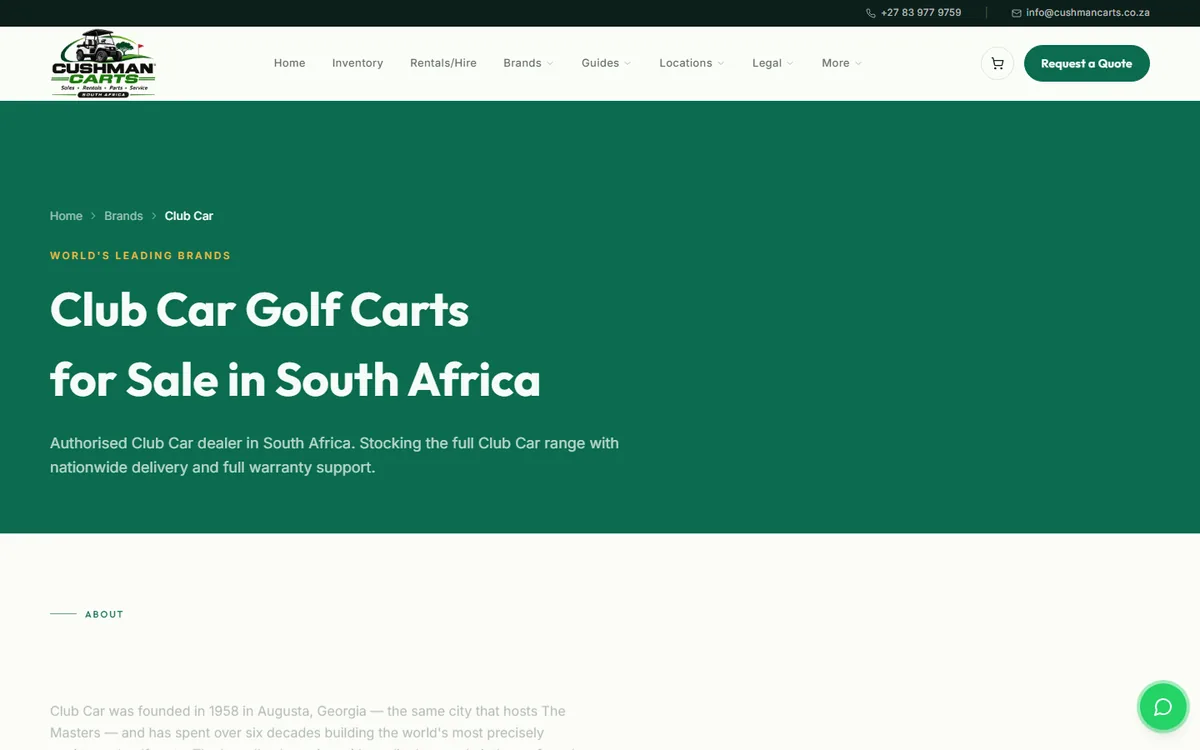 +27 83 977 9759
info@cushmancarts.co.za
CUSHMAN
CARTS
Sales • Rentals • Parts • Service
SOUTH AFRICA
Home
Inventory
Rentals/Hire
Brands
Guides
Locations
Legal
More
Request a Quote
Home > Brands > Club Car
WORLD'S LEADING BRANDS
Club Car Golf Carts
for Sale in South Africa
Authorised Club Car dealer in South Africa. Stocking the full Club Car range with
nationwide delivery and full warranty support.
ABOUT
Club Car was founded in 1958 in Augusta, Georgia — the same city that hosts The
Masters — and has spent over six decades building the world's most precisely